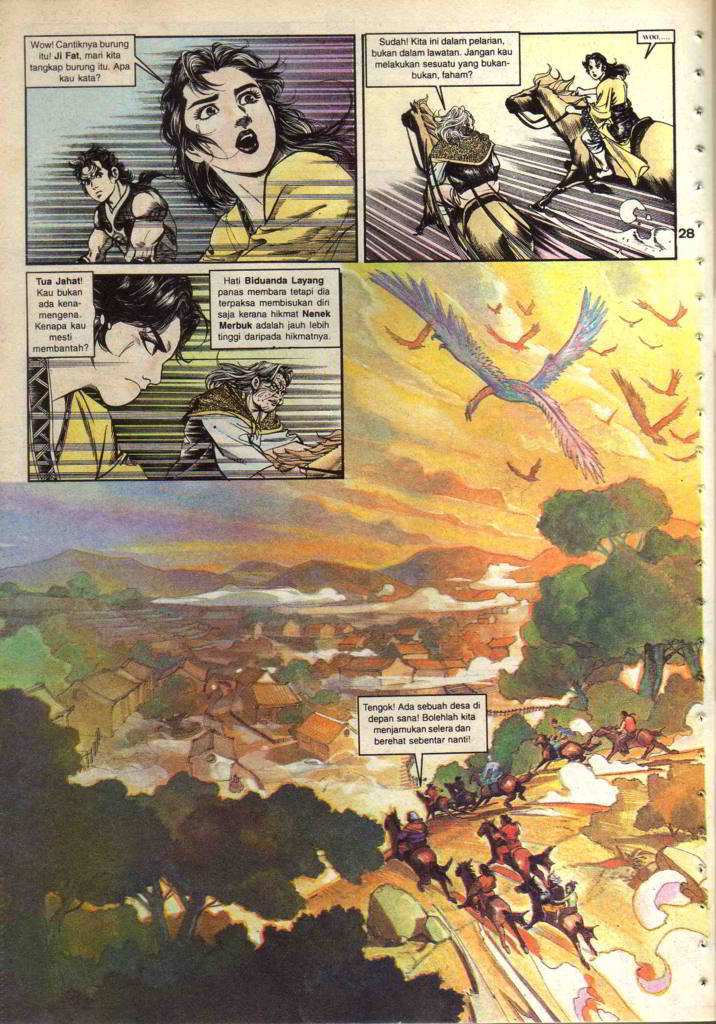 Wow! Cantiknya burung
itu! Ji Fat, mari kita
tangkap burung itu. Apa
kau kata?
Sudah! Kita ini dalam pelarian,
bukan dalam lawatan. Jangan kau
melakukan sesuatu yang bukan-
bukan, faham?
WOO.....
28
Tua Jahat!
Kau bukan
ada kena-
mengena.
Kenapa kau
mesti
membantah?
Hati Biduanda Layang
panas membara tetapi dia
terpaksa membisukan diri
saja kerana hikmat Nenek
Merbuk adalah jauh lebih
tinggi daripada hikmatnya.
Tengok! Ada sebuah desa di
depan sana! Bolehlah kita
menjamukan selera dan
berehat sebentar nanti!